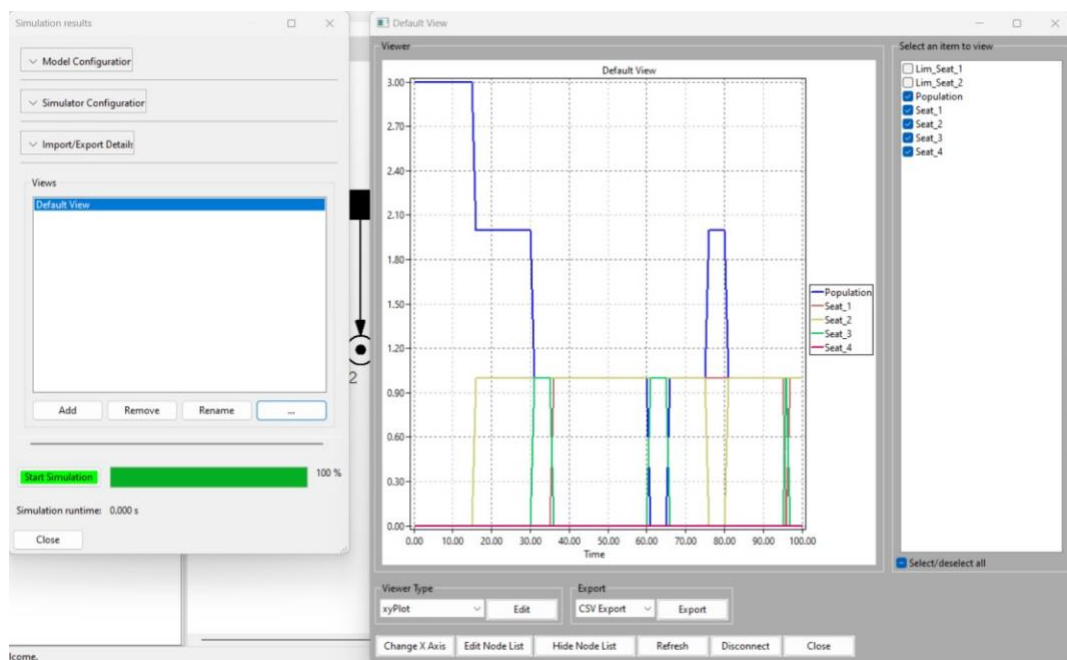 Simulation results
Model Configuration
Simulator Configuration
Import/Export Details
Views
Default View
Add Remove Rename ...
Start Simulation 100 %
Simulation runtime: 0.000 s
Close
2
lcome.
Default View
Viewer
Default View
3.00
2.70
2.40
2.10
1.80
1.50
1.20
0.90
0.60
0.30
0.00
0.00 10.00 20.00 30.00 40.00 50.00 60.00 70.00 80.00 90.00 100.00
Time
Population
Seat_1
Seat_2
Seat_3
Seat_4
Select an item to view
Lim_Seat_1
Lim_Seat_2
Population
Seat_1
Seat_2
Seat_3
Seat_4
Select/deselect all
Viewer Type
xyPlot Edit
Export
CSV Export Export
Change X Axis Edit Node List Hide Node List Refresh Disconnect Close